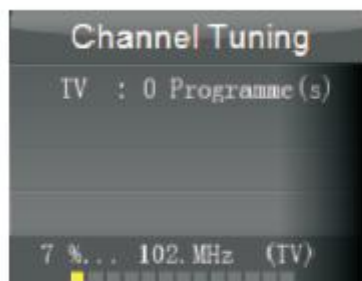 Channel Tuning
TV : 0 Programme(s)
7 %... 102. MHz (TV)